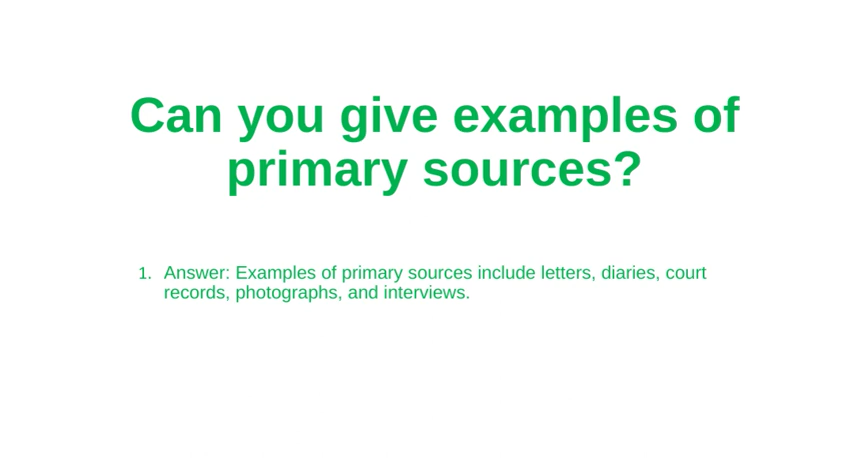 Can you give examples of
primary sources?
1. Answer: Examples of primary sources include letters, diaries, court
records, photographs, and interviews.